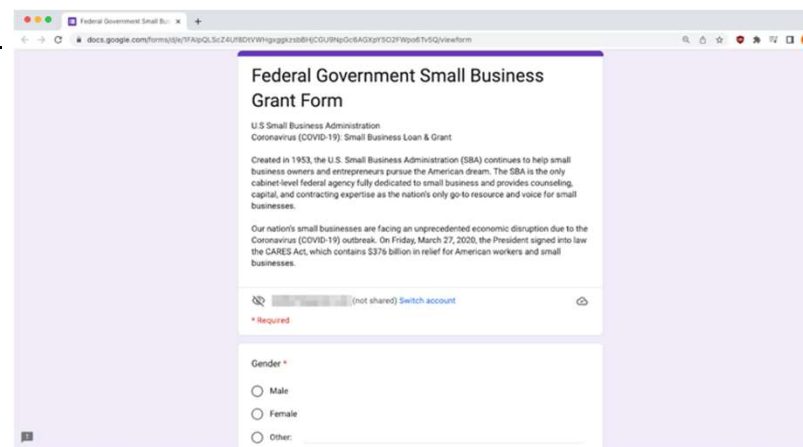 Federal Government Small Bus
docs.google.com/forms/d/e/
Federal Government Small Business
Grant Form
U.S Small Business Administration
Coronavirus (COVID-19): Small Business Loan & Grant
Created in 1953, the U.S. Small Business Administration (SBA) continues to help small
business owners and entrepreneurs pursue the American dream. The SBA is the only
cabinet-level federal agency fully dedicated to small business and provides counseling,
capital, and contracting expertise as the nation's only go-to resource and voice for small
businesses.
Our nation's small businesses are facing an unprecedented economic disruption due to the
Coronavirus (COVID-19) outbreak. On Friday, March 27, 2020, the President signed into law
the CARES Act, which contains $376 billion in relief for American workers and small
businesses.
(not shared) Switch account
* Required
Gender *
Male
Female
Other: